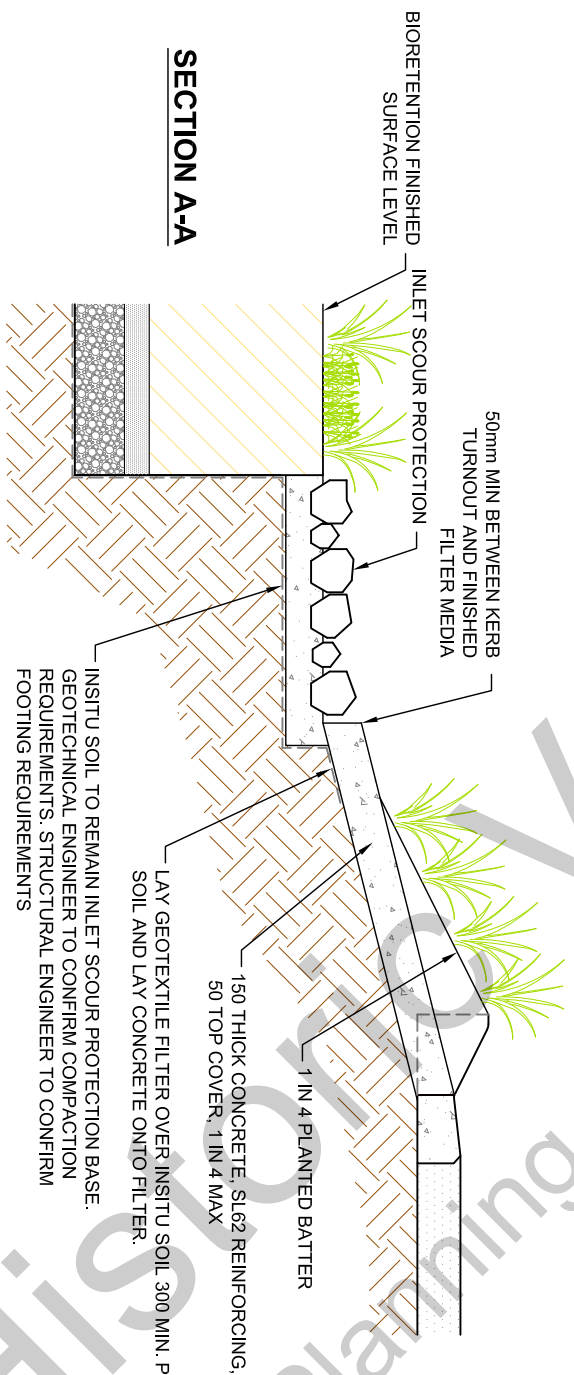 BIORETENTION FINISHED
SURFACE LEVEL
INLET SCOUR PROTECTION
50mm MIN BETWEEN KERB
TURNOUT AND FINISHED
FILTER MEDIA
SECTION A-A
1 IN 4 PLANTED BATTER
150 THICK CONCRETE, SL62 REINFORCING,
50 TOP COVER, 1 IN 4 MAX
LAY GEOTEXTILE FILTER OVER INSITU SOIL 300 MIN. P
SOIL AND LAY CONCRETE ONTO FILTER.
INSITU SOIL TO REMAIN INLET SCOUR PROTECTION BASE.
GEOTECHNICAL ENGINEER TO CONFIRM COMPACTION
REQUIREMENTS. STRUCTURAL ENGINEER TO CONFIRM
FOOTING REQUIREMENTS
Historic V
Planning